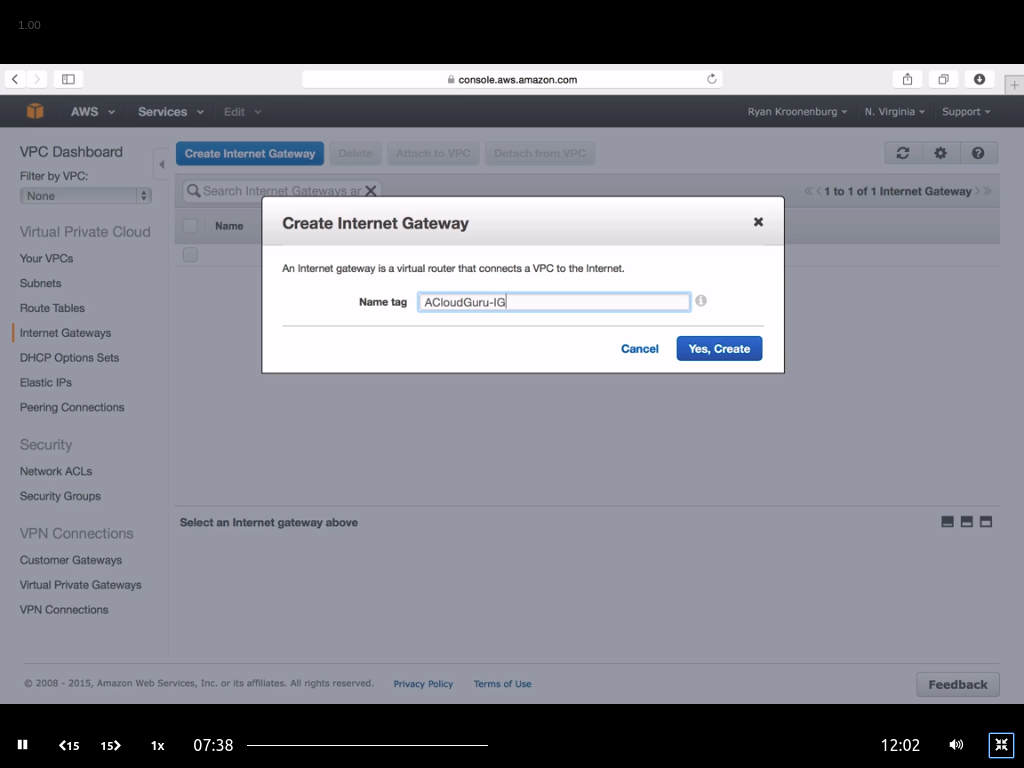 1.00
console.aws.amazon.com
AWS Services Edit Ryan Kroonenburg N. Virginia Support
VPC Dashboard
Filter by VPC:
None
Virtual Private Cloud
Your VPCs
Subnets
Route Tables
Internet Gateways
DHCP Options Sets
Elastic IPs
Peering Connections
Security
Network ACLs
Security Groups
VPN Connections
Customer Gateways
Virtual Private Gateways
VPN Connections
Create Internet Gateway Delete Attach to VPC Detach from VPC
Search Internet Gateways ar
1 to 1 of 1 Internet Gateway
Name
Create Internet Gateway
An Internet gateway is a virtual router that connects a VPC to the Internet.
Name tag ACloudGuru-IG
Cancel Yes, Create
Select an Internet gateway above
© 2008 - 2015, Amazon Web Services, Inc. or its affiliates. All rights reserved. Privacy Policy Terms of Use
Feedback
15 15 1x 07:38 12:02